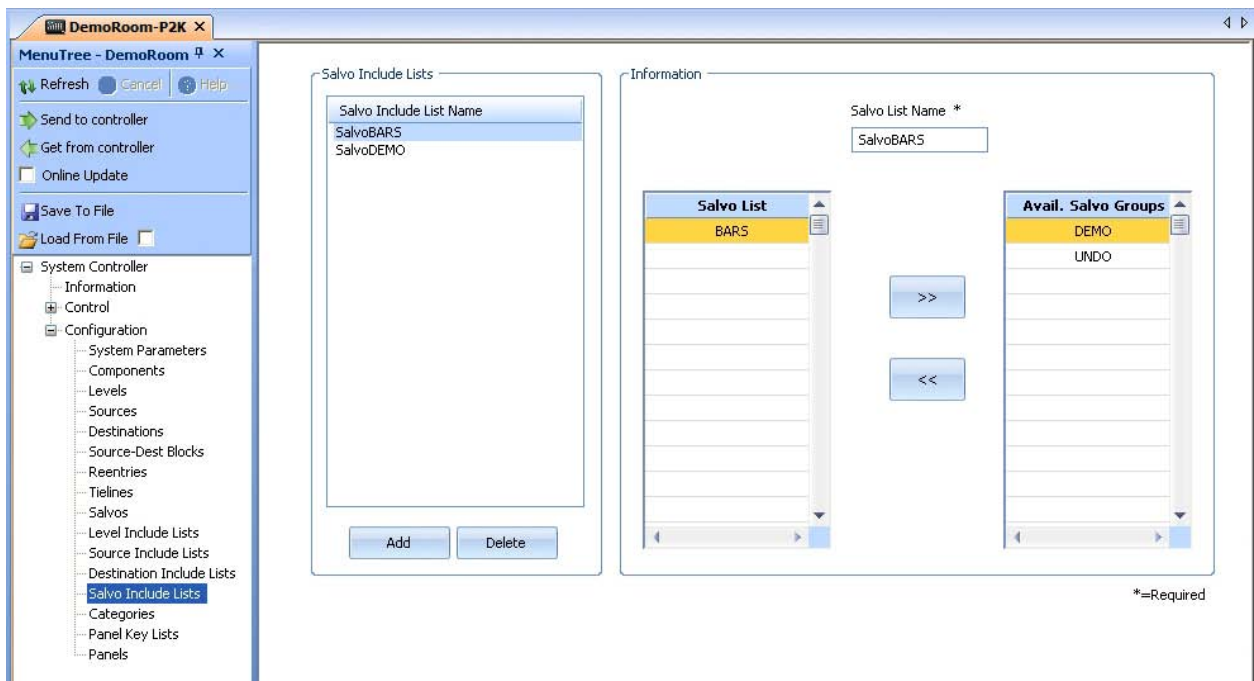 DemoRoom-P2K
MenuTree - DemoRoom
Refresh Cancel Help
Send to controller
Get from controller
Online Update
Save To File
Load From File
System Controller
Information
Control
Configuration
System Parameters
Components
Levels
Sources
Destinations
Source-Dest Blocks
Reentries
Tielines
Salvos
Level Include Lists
Source Include Lists
Destination Include Lists
Salvo Include Lists
Categories
Panel Key Lists
Panels
Salvo Include Lists
Salvo Include List Name
SalvoBARS
SalvoDEMO
Add Delete
Information
Salvo List Name *
SalvoBARS
Salvo List
BARS
>>
<<
Avail. Salvo Groups
DEMO
UNDO
*=Required